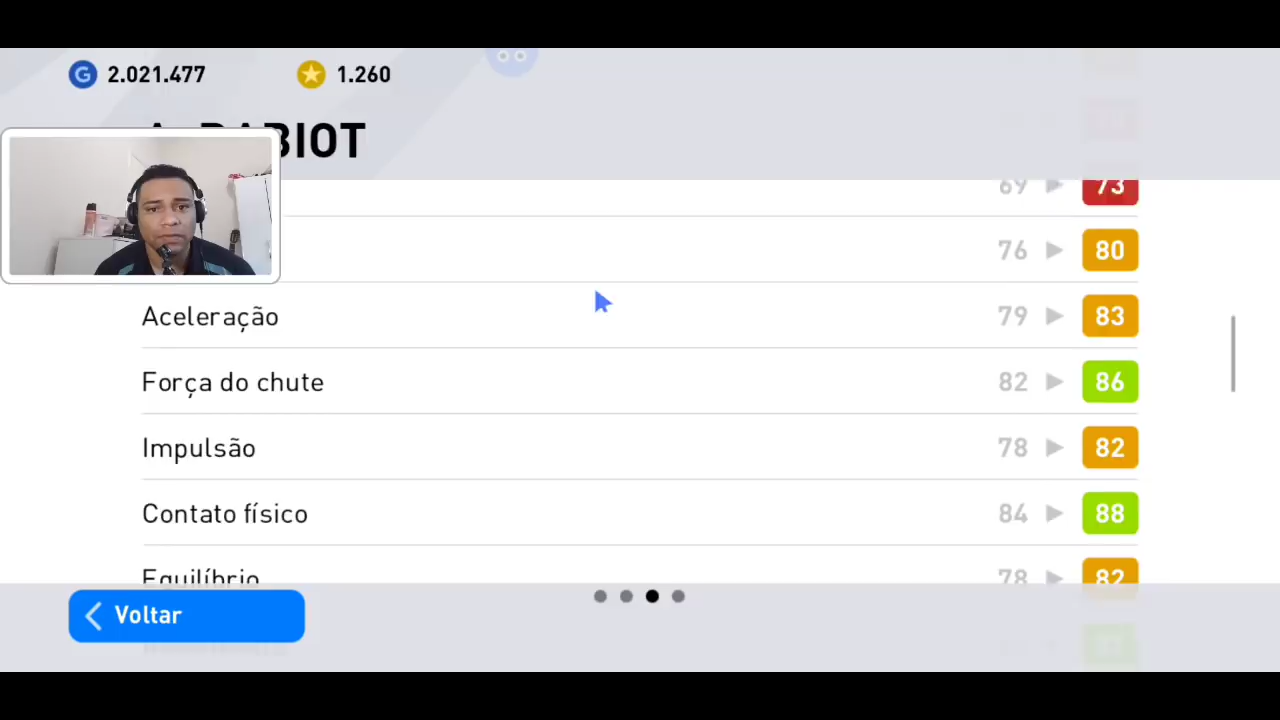 G 2.021.477 1.260
RABIOT
69 73
76 80
Aceleração 79 83
Força do chute 82 86
Impulsão 78 82
Contato físico 84 88
Equilíbrio 78 82
Voltar